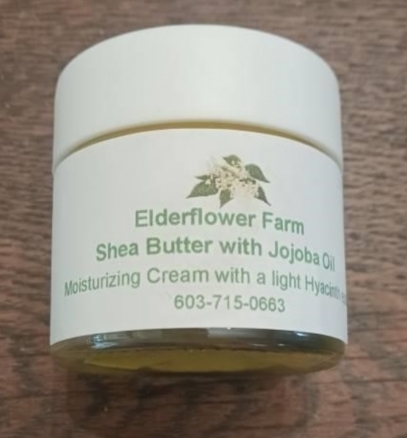 Elderflower Farm
Shea Butter with Jojoba Oil
Moisturizing Cream with a light Hyacinth
603-715-0663